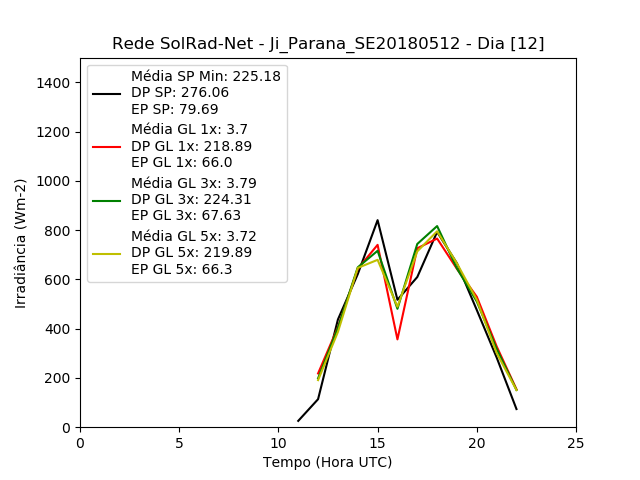 Rede SolRad-Net - Ji_Parana_SE20180512 - Dia [12]
Média SP Min: 225.18
DP SP: 276.06
EP SP: 79.69
Média GL 1x: 3.7
DP GL 1x: 218.89
EP GL 1x: 66.0
Média GL 3x: 3.79
DP GL 3x: 224.31
EP GL 3x: 67.63
Média GL 5x: 3.72
DP GL 5x: 219.89
EP GL 5x: 66.3
Irradiância (Wm-2)
1400
1200
1000
800
600
400
200
0
0 5 10 15 20 25
Tempo (Hora UTC)